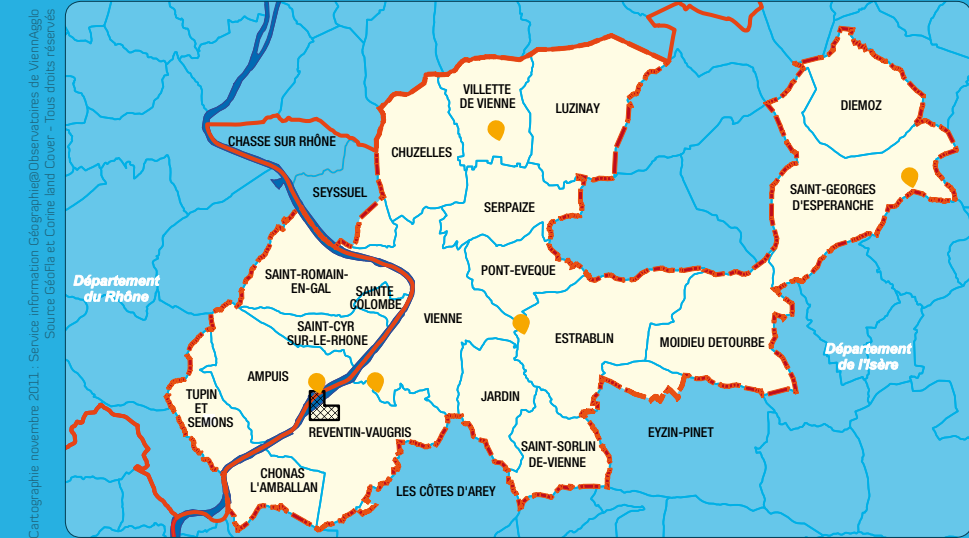 Cartographie novembre 2011 : Service information Géographie@Observatoires de ViennAgglo
Source GéoFla et Corine land Cover - Tous droits réservés
VILLETTE
DE VIENNE
LUZINAY
DIEMOZ
CHASSE SUR RHÔNE
CHUZELLES
SEYSSUEL
SERPAIZE
SAINT-GEORGES
D'ESPERANCHE
Département
du Rhône
SAINT-ROMAIN-
EN-GAL
SAINTE
COLOMBE
PONT-EVEQUE
VIENNE
SAINT-CYR
SUR-LE-RHONE
ESTRABLIN
MOIDIEU DETOURBE
Département
de l'Isère
AMPUIS
TUPIN
ET
SEMONS
JARDIN
REVENTIN-VAUGRIS
EYZIN-PINET
SAINT-SORLIN
DE-VIENNE
CHONAS
L'AMBALLAN
LES CÔTES D'AREY